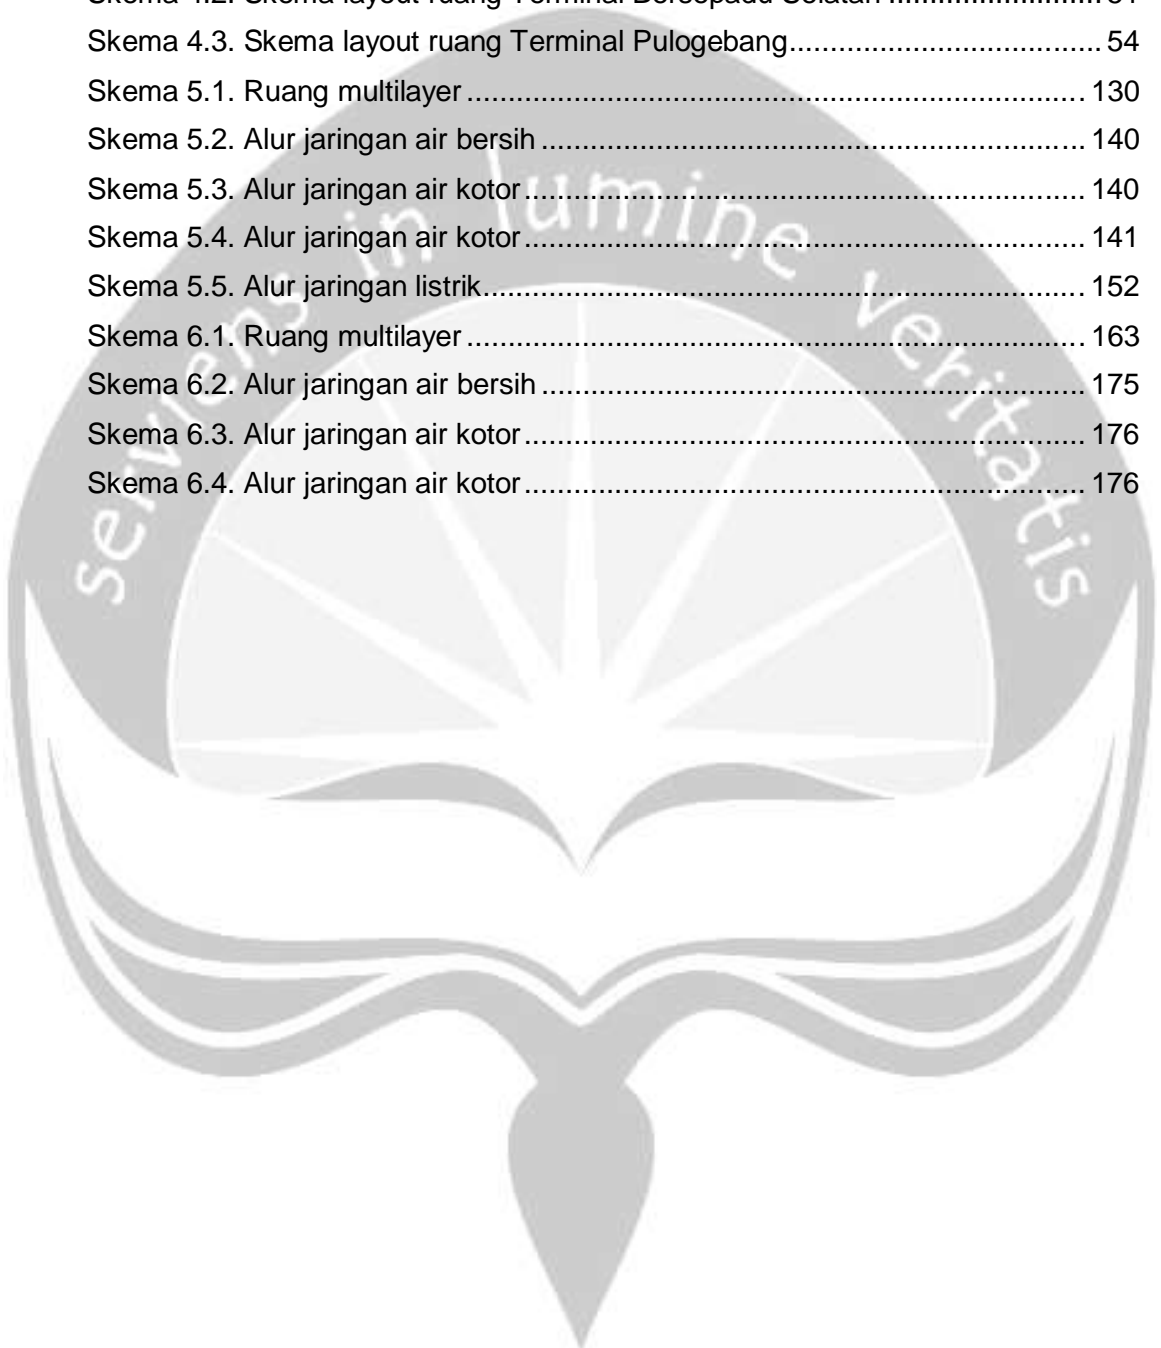 Skema 4.3. Skema layout ruang Terminal Pulogebang...................................... 54
Skema 5.1. Ruang multilayer ........................................................................... 130
Skema 5.2. Alur jaringan air bersih .................................................................. 140
Skema 5.3. Alur jaringan air kotor .................................................................... 140
Skema 5.4. Alur jaringan air kotor .................................................................... 141
Skema 5.5. Alur jaringan listrik......................................................................... 152
Skema 6.1. Ruang multilayer ........................................................................... 163
Skema 6.2. Alur jaringan air bersih .................................................................. 175
Skema 6.3. Alur jaringan air kotor .................................................................... 176
Skema 6.4. Alur jaringan air kotor .................................................................... 176
serviens in lumine veritatis